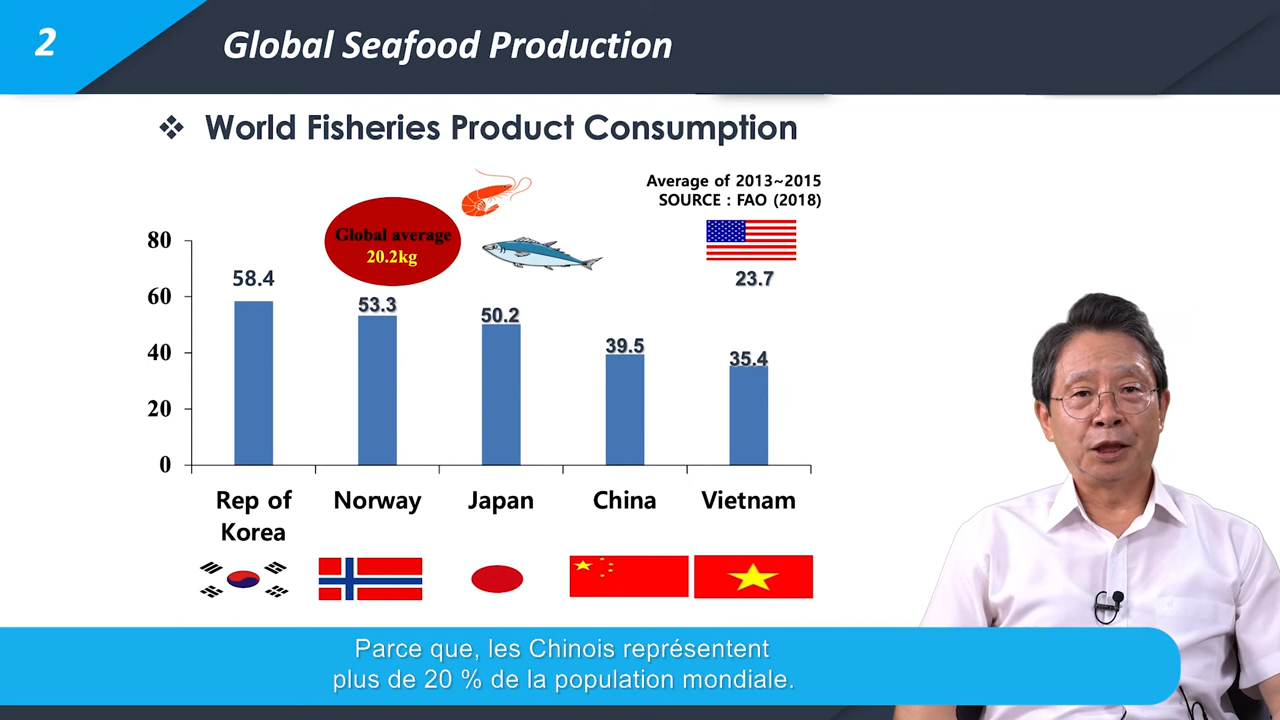 2
Global Seafood Production
❖ World Fisheries Product Consumption
Average of 2013~2015
SOURCE : FAO (2018)
Global average
20.2kg
23.7
80
60
40
20
0
58.4
53.3
50.2
39.5
35.4
Rep of
Korea
Norway
Japan
China
Vietnam
Parce que, les Chinois représentent
plus de 20 % de la population mondiale.